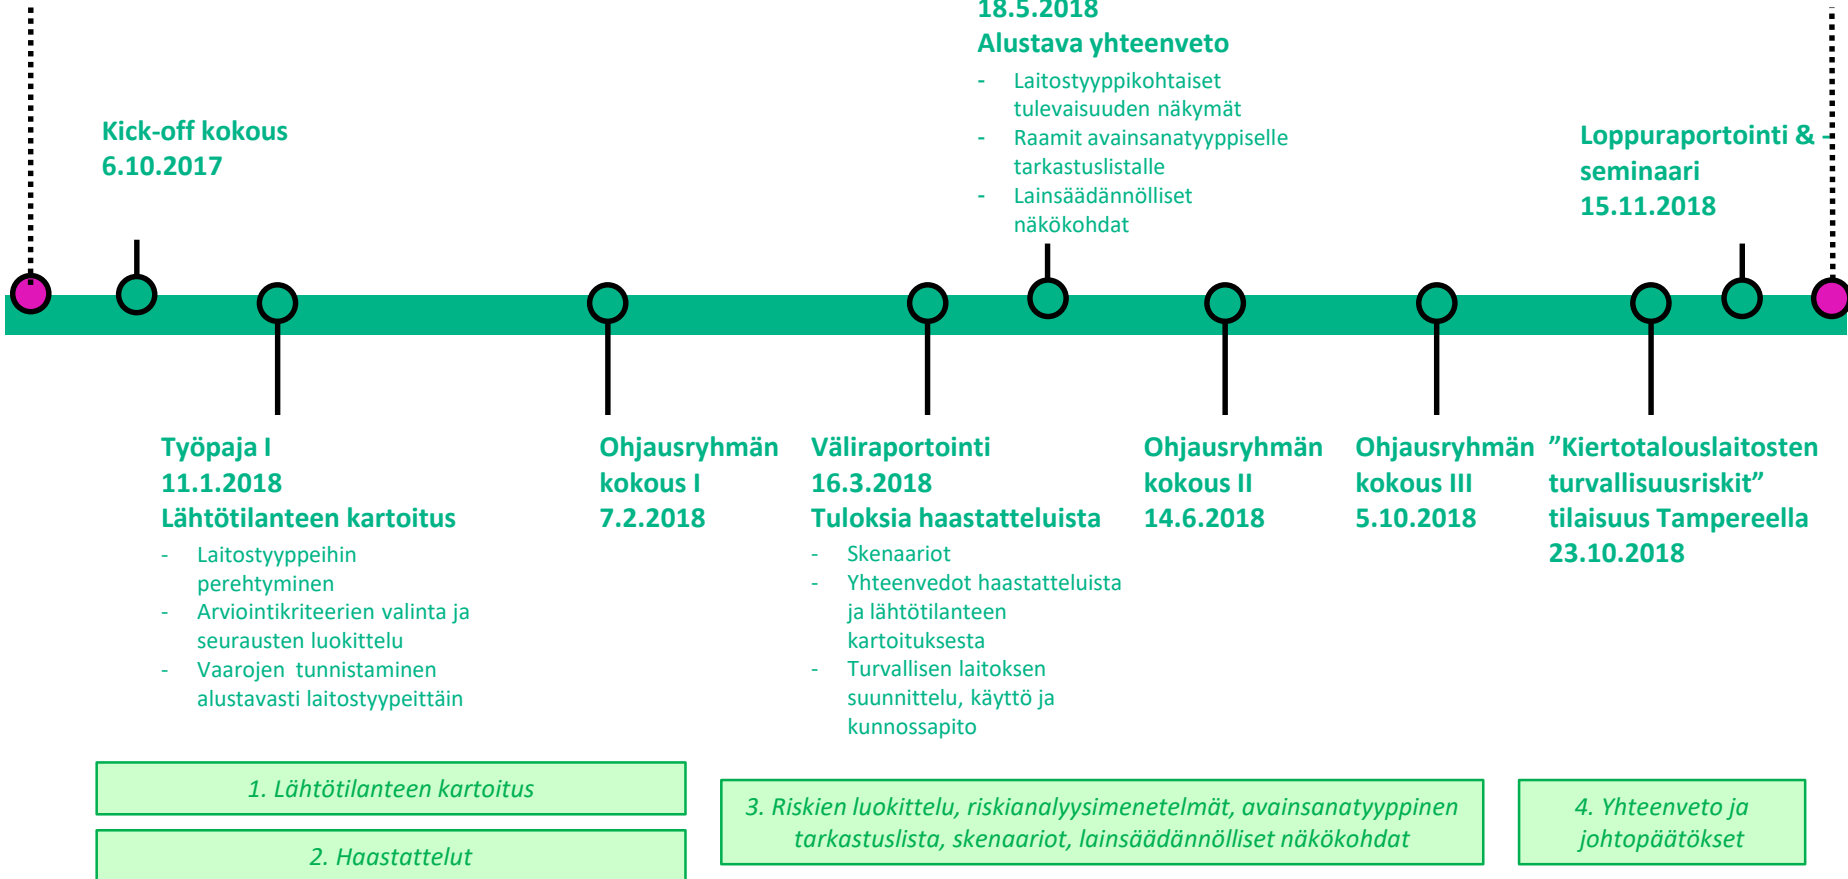 18.5.2018
Alustava yhteenveto
- Laitostyyppikohtaiset
tulevaisuuden näkymät
- Raamit avainsanatyyppiselle
tarkastuslistalle
- Lainsäädännölliset
näkökohdat
Kick-off kokous
6.10.2017
Loppuraportointi & -
seminaari
15.11.2018
Työpaja I
11.1.2018
Lähtötilanteen kartoitus
- Laitostyyppeihin
perehtyminen
- Arviointikriteerien valinta ja
seurausten luokittelu
- Vaarojen tunnistaminen
alustavasti laitostyypeittäin
Ohjausryhmän
kokous I
7.2.2018
Väliraportointi
16.3.2018
Tuloksia haastatteluista
- Skenaariot
- Yhteenvedot haastatteluista
ja lähtötilanteen
kartoituksesta
- Turvallisen laitoksen
suunnittelu, käyttö ja
kunnossapito
Ohjausryhmän
kokous II
14.6.2018
Ohjausryhmän
kokous III
5.10.2018
”Kiertotalouslaitosten
turvallisuusriskit”
tilaisuus Tampereella
23.10.2018
1. Lähtötilanteen kartoitus
2. Haastattelut
3. Riskien luokittelu, riskianalyysimenetelmät, avainsanatyyppinen
tarkastuslista, skenaariot, lainsäädännölliset näkökohdat
4. Yhteenveto ja
johtopäätökset